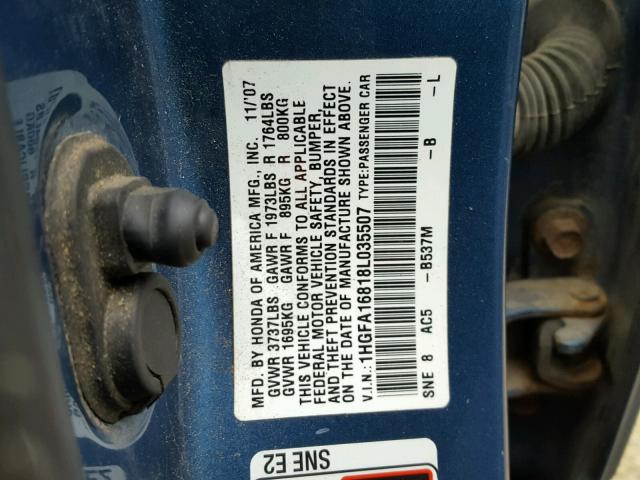 MFD. BY HONDA OF AMERICA MFG., INC. 11/07
GVWR 3737LBS GAWR F 1973LBS R 1764LBS
GVWR 1695KG GAWR F 895KG R 800KG
THIS VEHICLE CONFORMS TO ALL APPLICABLE
FEDERAL MOTOR VEHICLE SAFETY, BUMPER,
AND THEFT PREVENTION STANDARDS IN EFFECT
ON THE DATE OF MANUFACTURE SHOWN ABOVE.
V.I.N.:1HGFA16818L035507 TYPE:PASSENGER CAR
SNE 8 AC5 -B537M -B -L
SNE E2